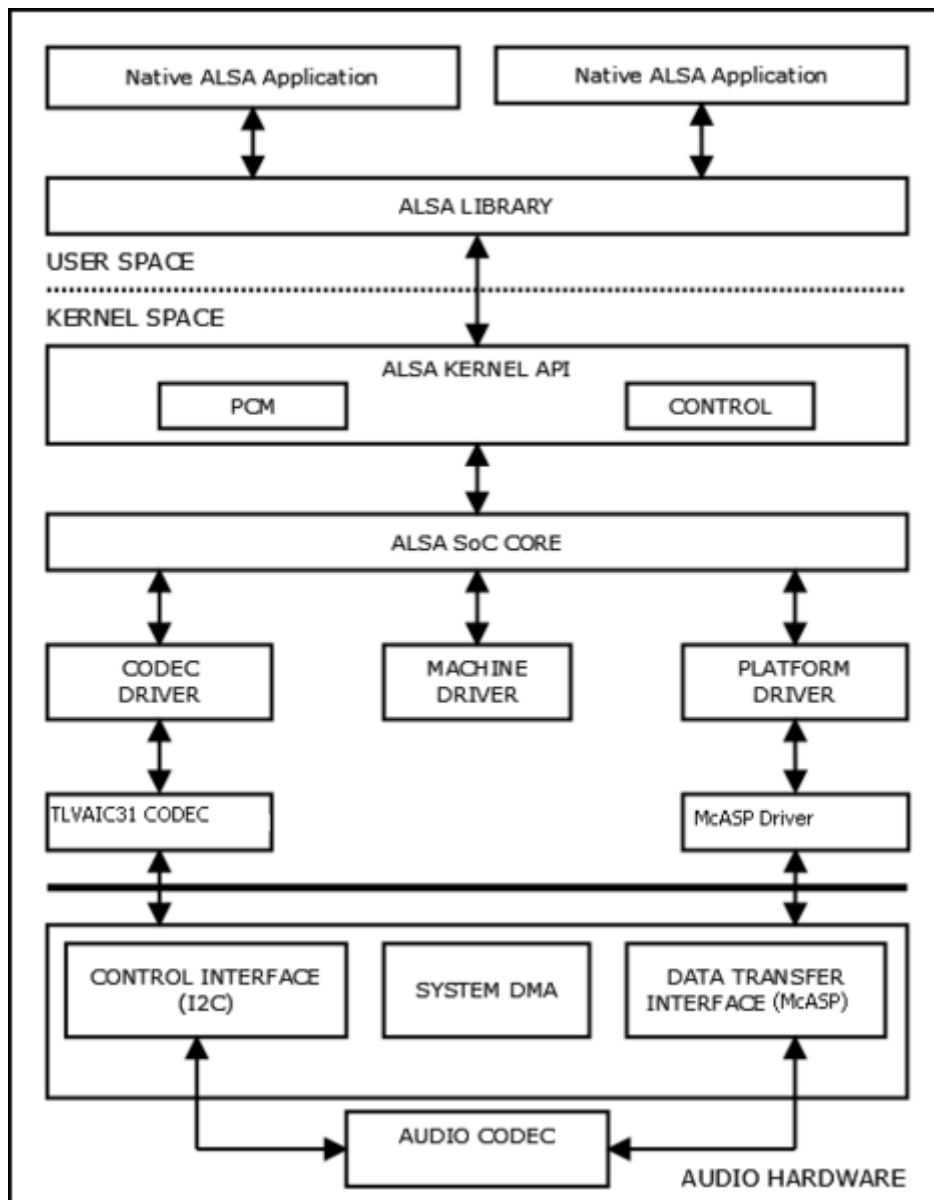 Native ALSA Application
Native ALSA Application
ALSA LIBRARY
USER SPACE
KERNEL SPACE
ALSA KERNEL API
PCM
CONTROL
ALSA SoC CORE
CODEC
DRIVER
MACHINE
DRIVER
PLATFORM
DRIVER
TLVAIC31 CODEC
McASP Driver
CONTROL INTERFACE
(I2C)
SYSTEM DMA
DATA TRANSFER
INTERFACE (McASP)
AUDIO CODEC
AUDIO HARDWARE